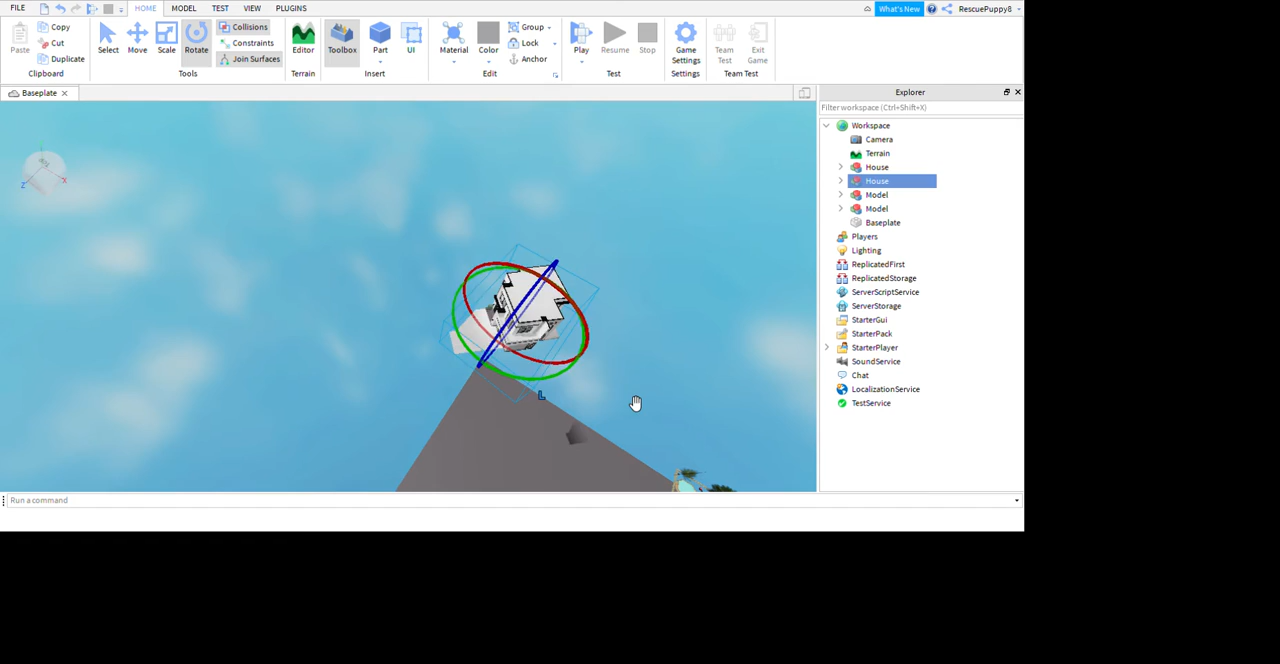 FILE HOME MODEL TEST VIEW PLUGINS What's New RescuePuppy8
Paste Copy Cut Duplicate Clipboard
Select Move Scale Rotate Collisions Constraints Join Surfaces Tools
Editor Terrain
Toolbox Part UI Insert
Material Color Group Lock Anchor Edit
Play Resume Stop Test
Game Settings Settings
Team Test Exit Game Team Test
Baseplate
Explorer
Filter workspace (Ctrl+Shift+X)
Workspace
Camera
Terrain
House
House
Model
Model
Baseplate
Players
Lighting
ReplicatedFirst
ReplicatedStorage
ServerScriptService
ServerStorage
StarterGui
StarterPack
StarterPlayer
SoundService
Chat
LocalizationService
TestService
Z X
L
Run a command